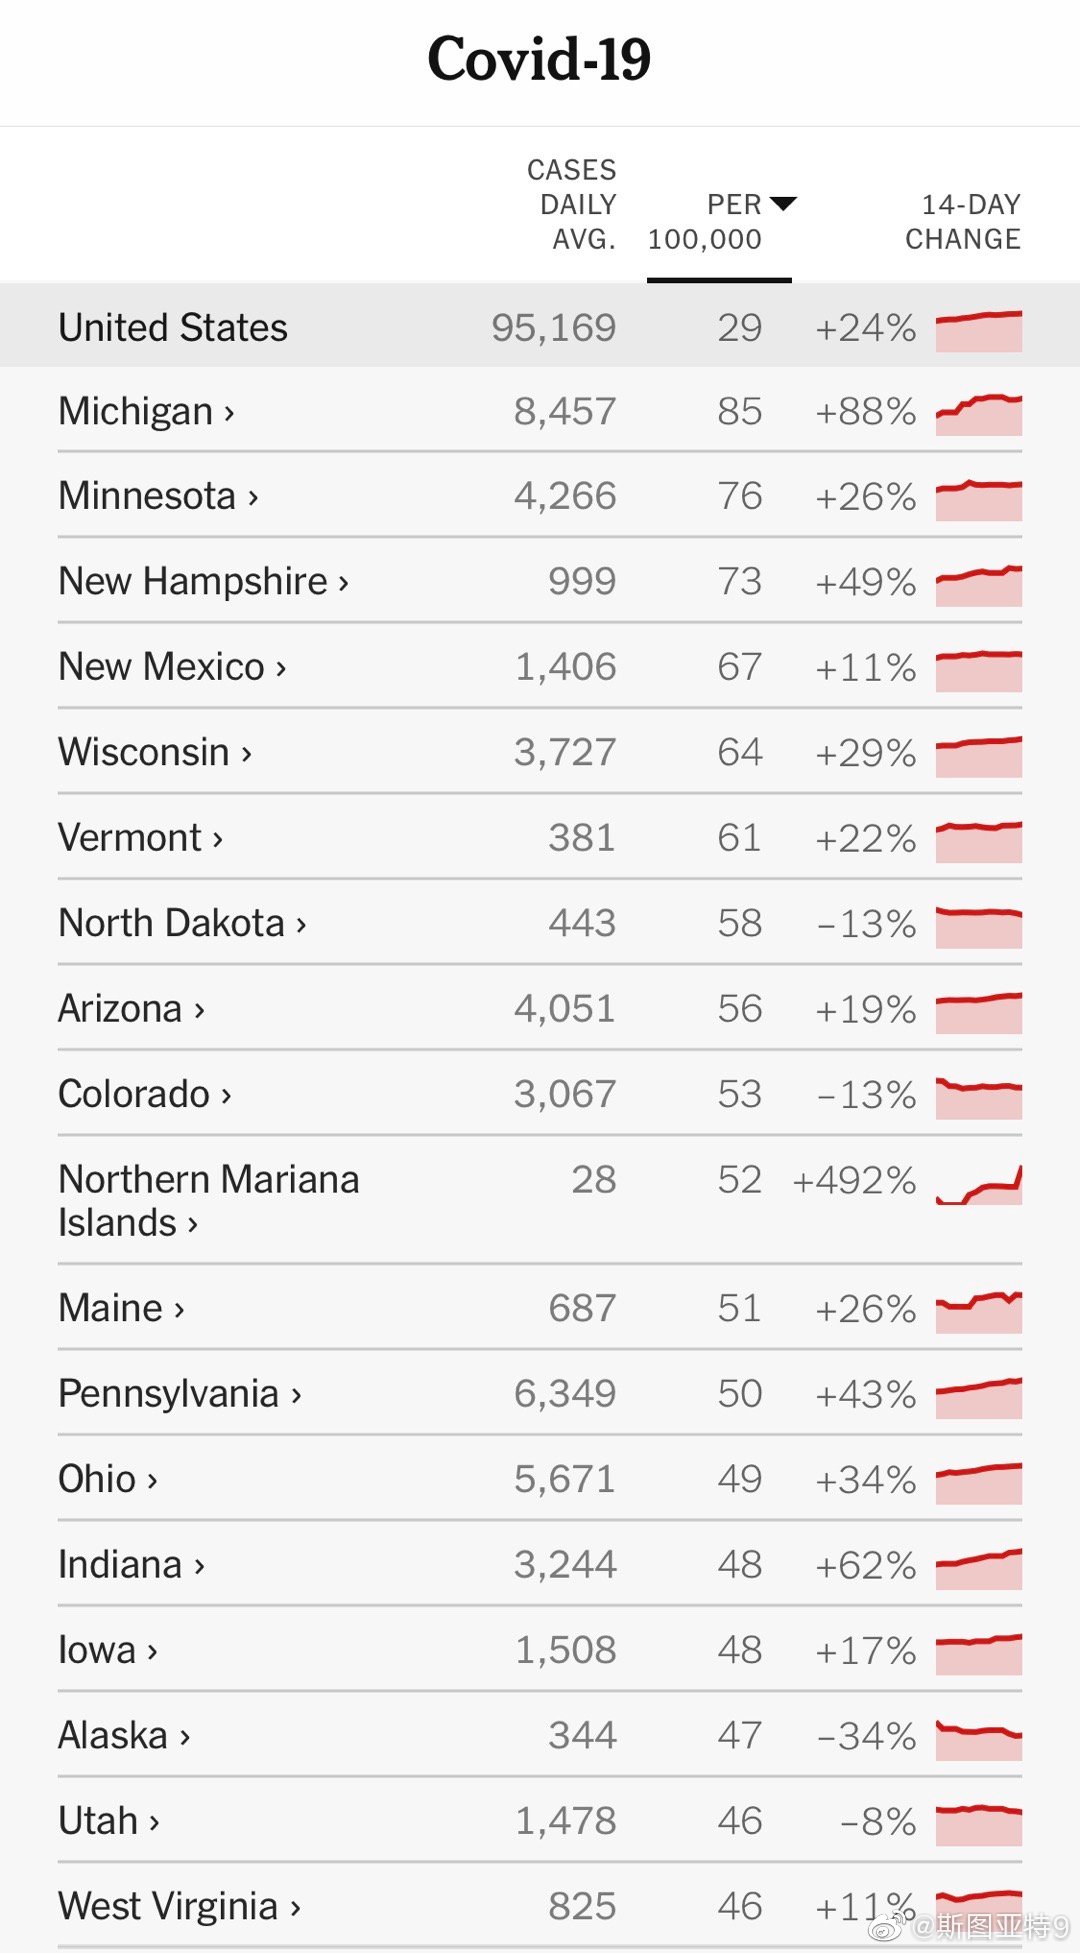 Covid-19
CASES
DAILY
AVG.
PER
100,000
14-DAY
CHANGE
United States 95,169 29 +24%
Michigan › 8,457 85 +88%
Minnesota › 4,266 76 +26%
New Hampshire › 999 73 +49%
New Mexico › 1,406 67 +11%
Wisconsin › 3,727 64 +29%
Vermont › 381 61 +22%
North Dakota › 443 58 −13%
Arizona › 4,051 56 +19%
Colorado › 3,067 53 −13%
Northern Mariana 28 52 +492%
Islands ›
Maine › 687 51 +26%
Pennsylvania › 6,349 50 +43%
Ohio › 5,671 49 +34%
Indiana › 3,244 48 +62%
Iowa › 1,508 48 +17%
Alaska › 344 47 −34%
Utah › 1,478 46 −8%
West Virginia › 825 46 +11%
@斯图亚特9